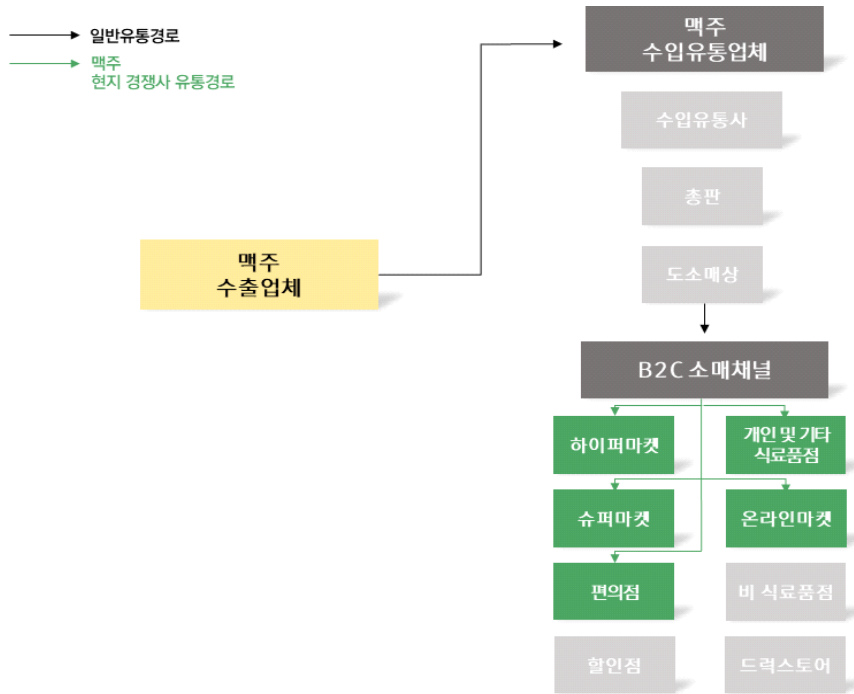 일반유통경로
맥주
현지 경쟁사 유통경로
맥주
수입유통업체
수입유통사
총판
도소매상
맥주
수출업체
B2C 소매채널
하이퍼마켓
개인 및 기타
식료품점
슈퍼마켓
온라인마켓
편의점
비 식료품점
할인점
드럭스토어